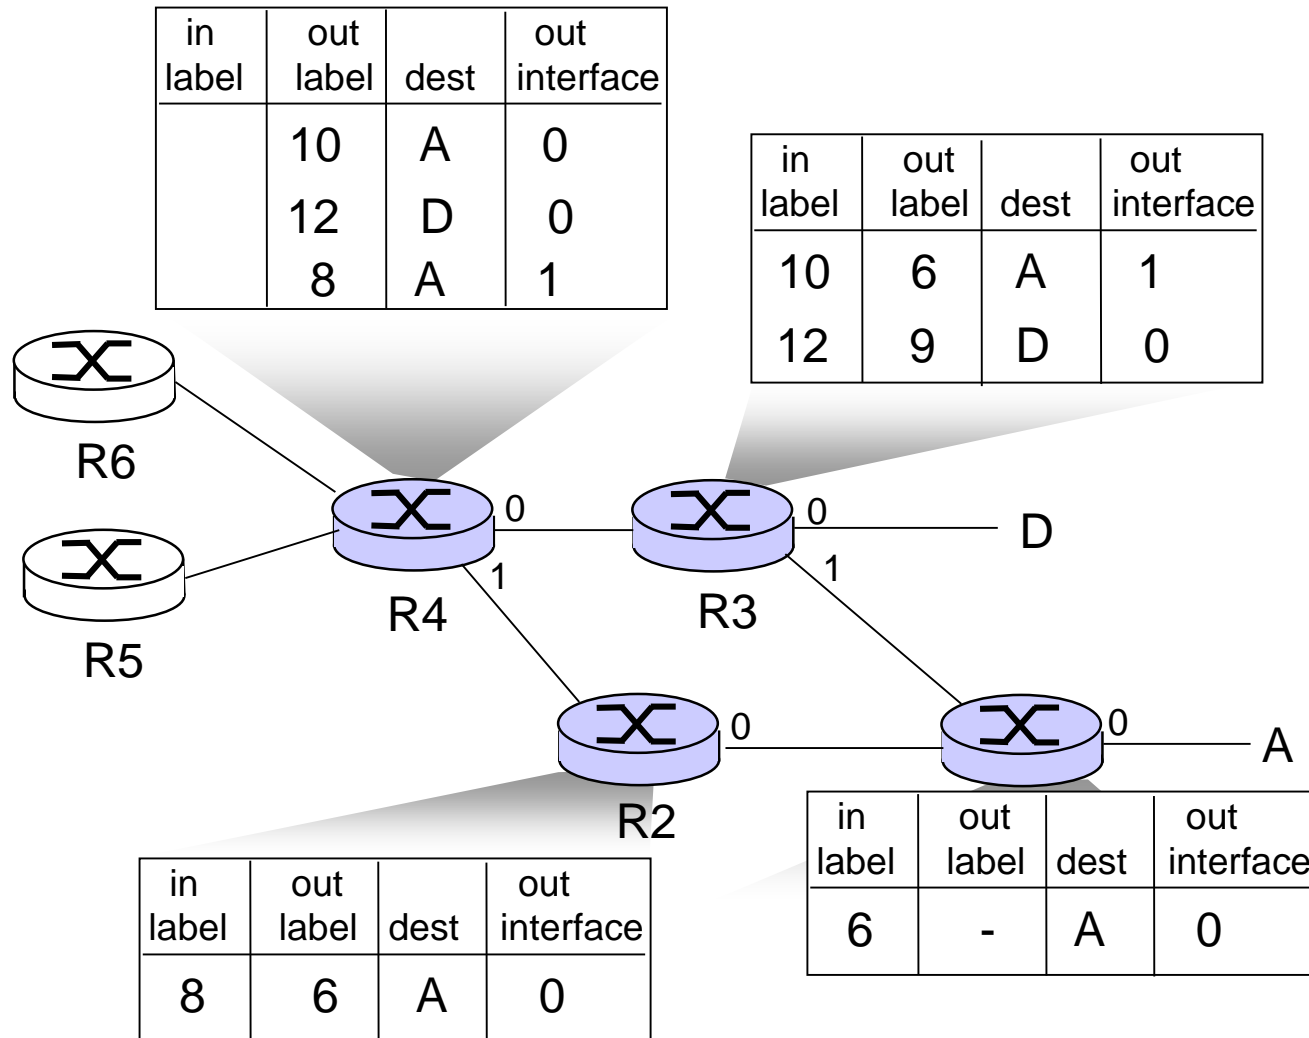 in out out
label label dest interface
10 A 0
12 D 0
8 A 1
in out out
label label dest interface
10 6 A 1
12 9 D 0
R6
R5
R4
0
1
R3
0
1
D
R2
0
0
A
in out out
label label dest interface
6 - A 0
in out out
label label dest interface
8 6 A 0